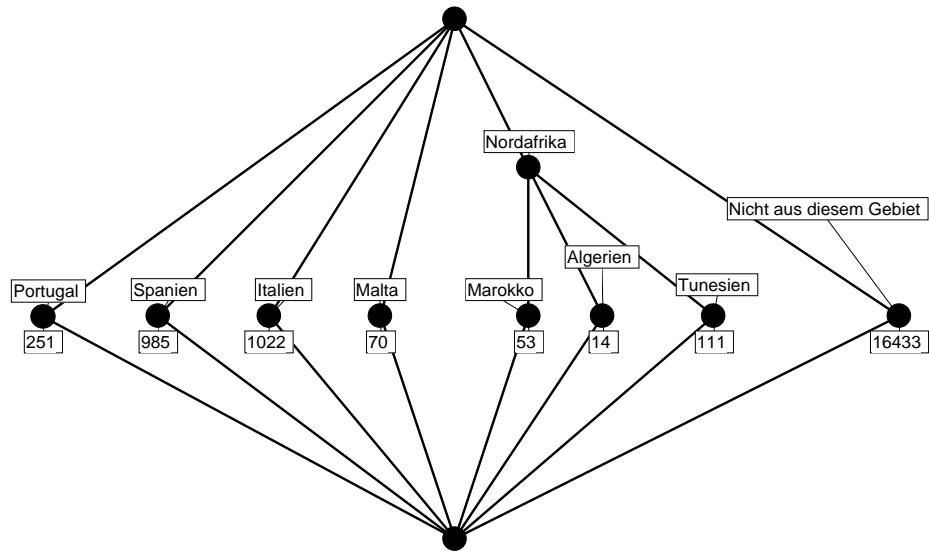 Nordafrika
Nicht aus diesem Gebiet
Algerien
Portugal
Spanien
Italien
Malta
Marokko
Tunesien
251
985
1022
70
53
14
111
16433